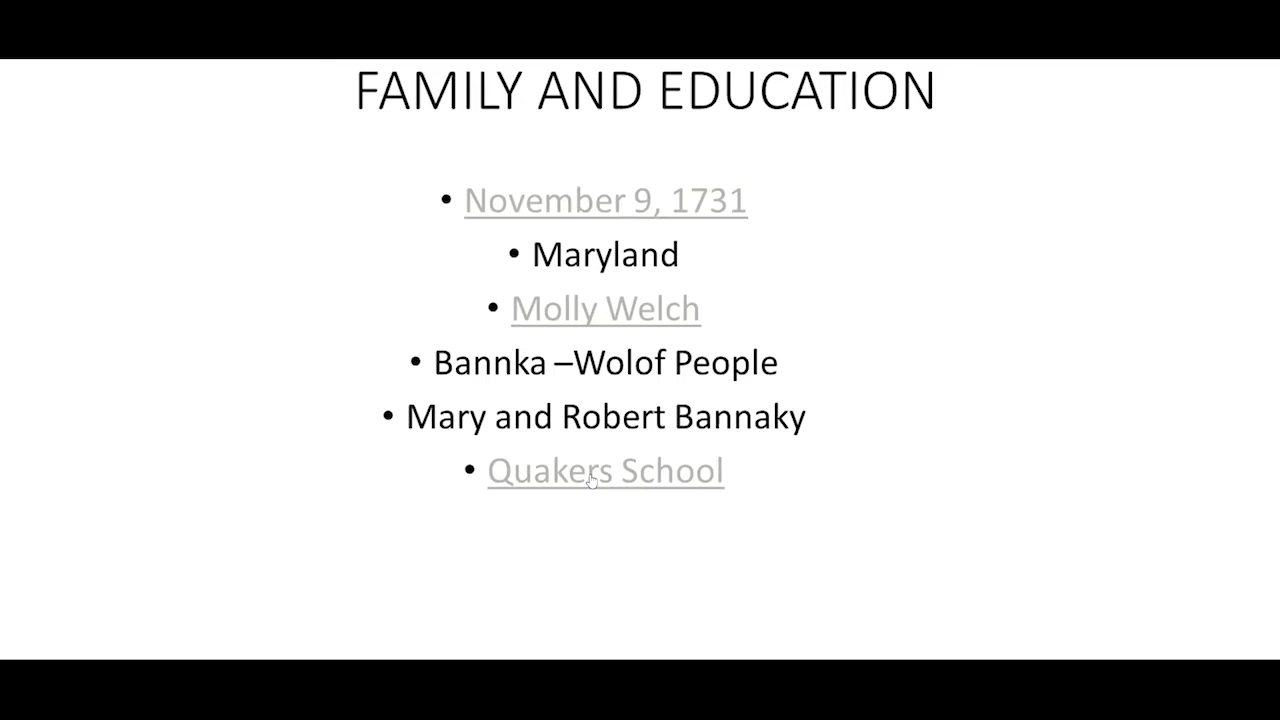 FAMILY AND EDUCATION
• November 9, 1731
• Maryland
• Molly Welch
• Bannka –Wolof People
• Mary and Robert Bannaky
• Quakers School